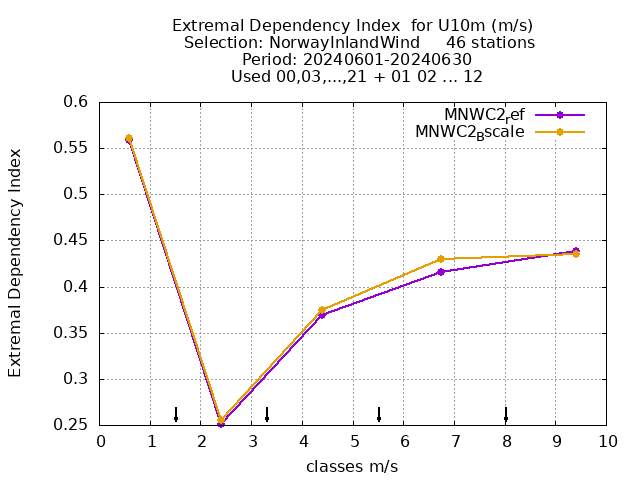 Extremal Dependency Index for U10m (m/s)
Selection: NorwayInlandWind 46 stations
Period: 20240601-20240630
Used 00,03,...,21 + 01 02 ... 12
MNWC2_ref
MNWC2_Bscale
Extremal Dependency Index
0.6
0.55
0.5
0.45
0.4
0.35
0.3
0.25
0 1 2 3 4 5 6 7 8 9 10
classes m/s